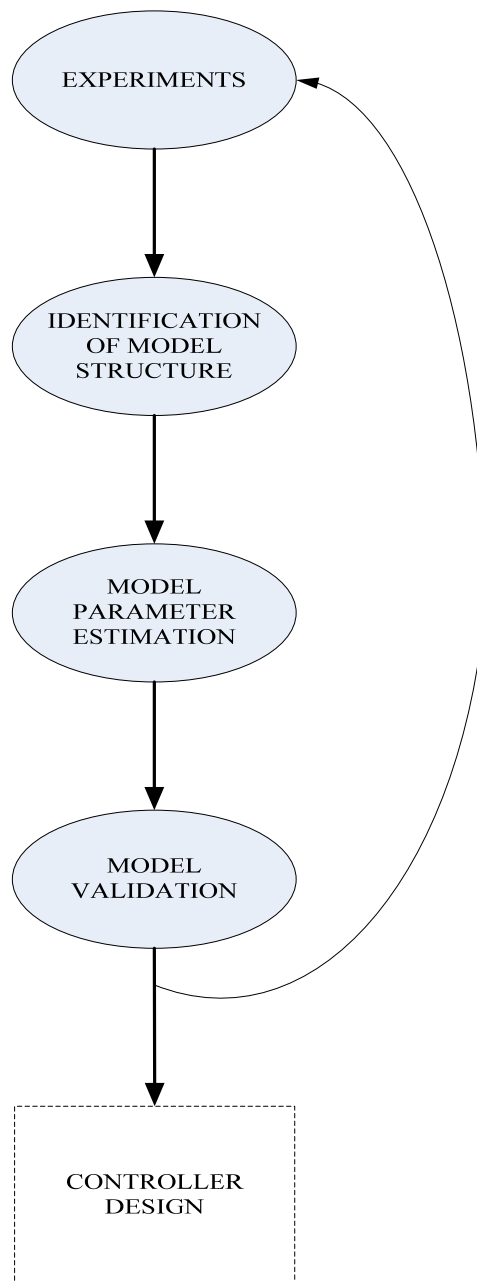 EXPERIMENTS
IDENTIFICATION
OF MODEL
STRUCTURE
MODEL
PARAMETER
ESTIMATION
MODEL
VALIDATION
CONTROLLER
DESIGN